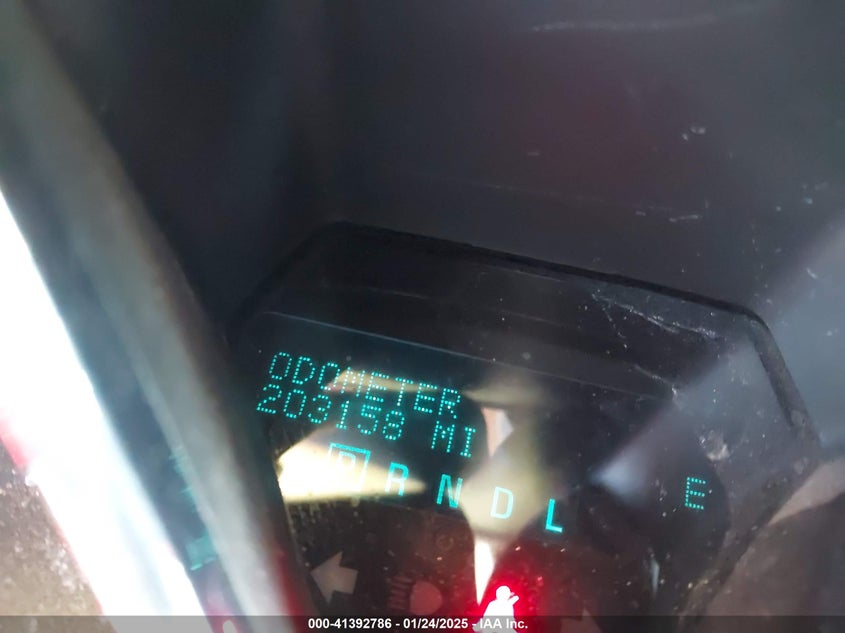 ODOMETER
203158 MI
P R N D L
E
000-41392786 - 01/24/2025 - IAA Inc.